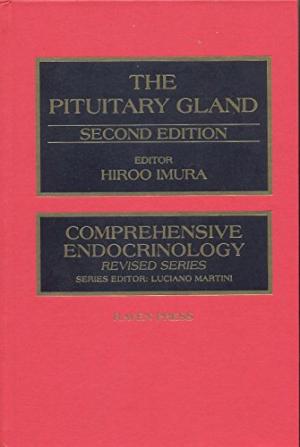 THE
PITUITARY GLAND
SECOND EDITION
EDITOR
HIROO IMURA
COMPREHENSIVE
ENDOCRINOLOGY
REVISED SERIES
SERIES EDITOR: LUCIANO MARTINI
RAVEN PRESS